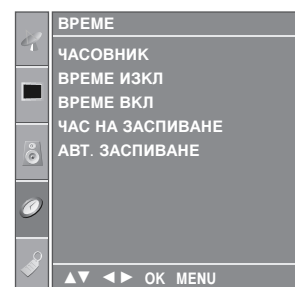 ВРЕМЕ
ЧАСОВНИК
ВРЕМЕ ИЗКЛ
ВРЕМЕ ВКЛ
ЧАС НА ЗАСПИВАНЕ
АВТ. ЗАСПИВАНЕ
▲▼ ◄► OK MENU